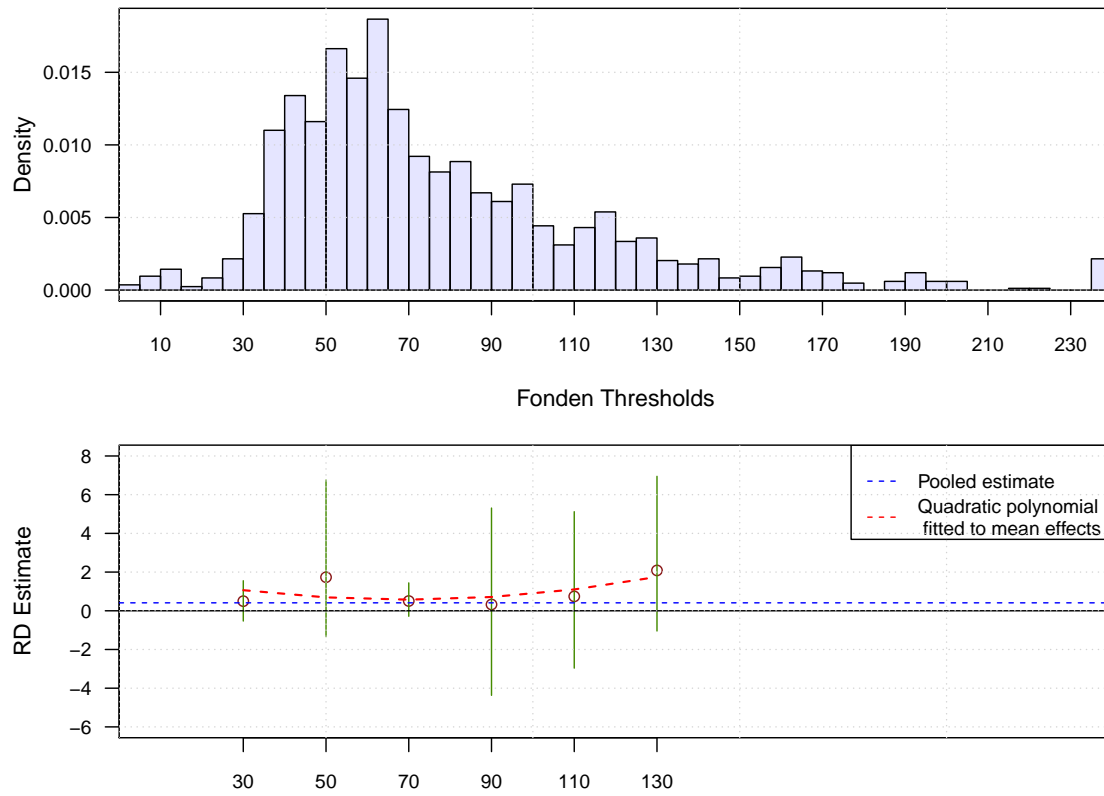 Density
0.015
0.010
0.005
0.000
10 30 50 70 90 110 130 150 170 190 210 230
Fonden Thresholds
RD Estimate
8
6
4
2
0
−2
−4
−6
Pooled estimate
Quadratic polynomial
fitted to mean effects
30 50 70 90 110 130